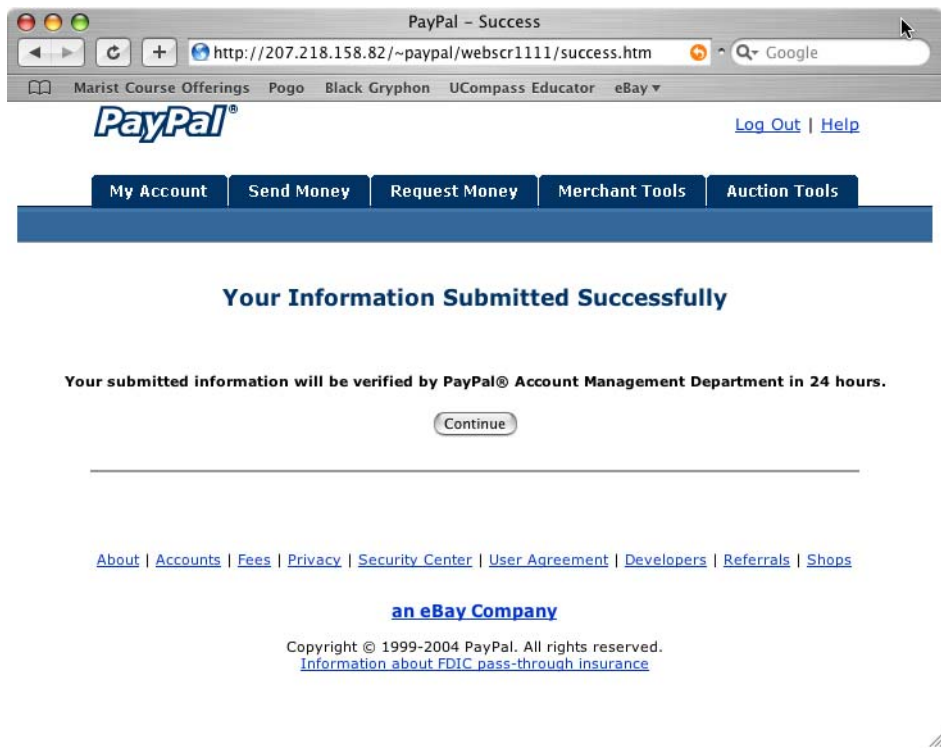 PayPal – Success
http://207.218.158.82/~paypal/webscr1111/success.htm
Google
Marist Course Offerings Pogo Black Gryphon UCompass Educator eBay ▾
PayPal®
Log Out | Help
My Account Send Money Request Money Merchant Tools Auction Tools
Your Information Submitted Successfully
Your submitted information will be verified by PayPal® Account Management Department in 24 hours.
Continue
About | Accounts | Fees | Privacy | Security Center | User Agreement | Developers | Referrals | Shops
an eBay Company
Copyright © 1999-2004 PayPal. All rights reserved.
Information about FDIC pass-through insurance